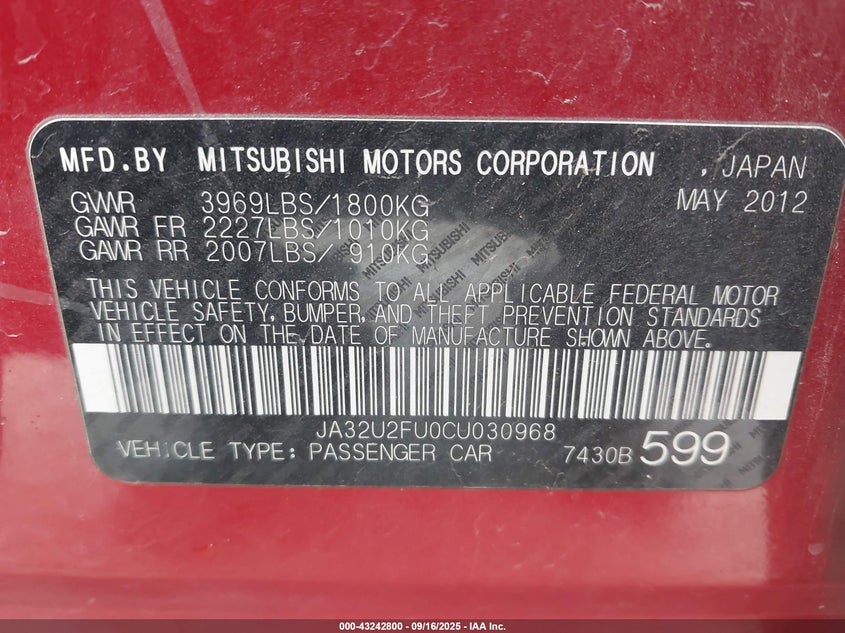 MFD.BY MITSUBISHI MOTORS CORPORATION , JAPAN
GVWR 3969LBS/1800KG MAY 2012
GAWR FR 2227LBS/1010KG
GAWR RR 2007LBS/ 910KG
THIS VEHICLE CONFORMS TO ALL APPLICABLE FEDERAL MOTOR
VEHICLE SAFETY, BUMPER, AND THEFT PREVENTION STANDARDS
IN EFFECT ON THE DATE OF MANUFACTURE SHOWN ABOVE.
JA32U2FU0CU030968
VEHICLE TYPE: PASSENGER CAR 7430B 599
MITSUBISHI MITSUBISHI MITSUBISHI
000-43242800 - 09/16/2025 - IAA Inc.